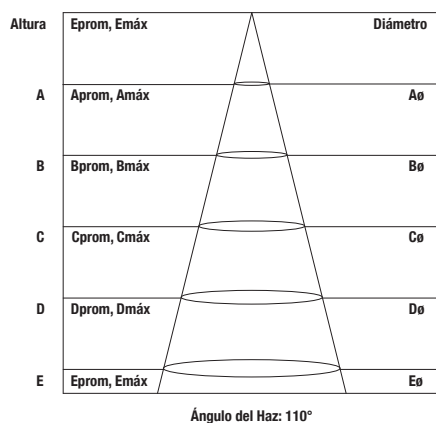 Altura Eprom, Emáx Diámetro
A Aprom, Amáx Aø
B Bprom, Bmáx Bø
C Cprom, Cmáx Cø
D Dprom, Dmáx Dø
E Eprom, Emáx Eø
Ángulo del Haz: 110°